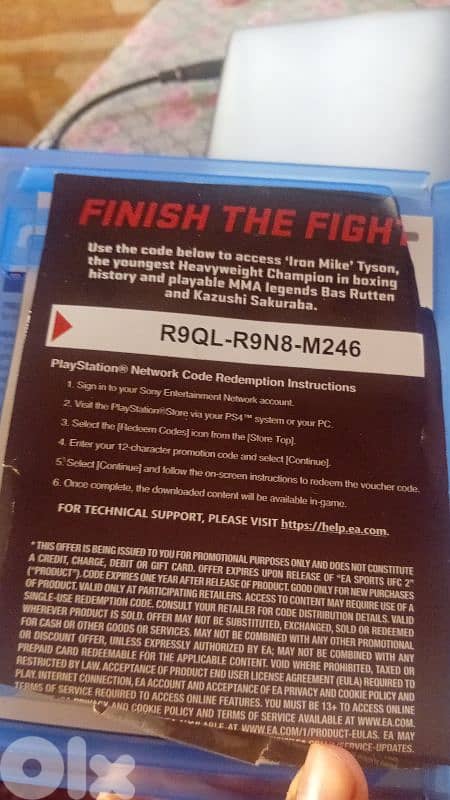 FINISH THE FIGHT
Use the code below to access ‘Iron Mike’ Tyson,
the youngest Heavyweight Champion in boxing
history and playable MMA legends Bas Rutten
and Kazushi Sakuraba.
R9QL-R9N8-M246
PlayStation® Network Code Redemption Instructions
1. Sign in to your Sony Entertainment Network account.
2. Visit the PlayStation®Store via your PS4™ system or your PC.
3. Select the [Redeem Codes] icon from the [Store Top].
4. Enter your 12-character promotion code and select [Continue].
5. Select [Continue] and follow the on-screen instructions to redeem the voucher code.
6. Once complete, the downloaded content will be available in-game.
FOR TECHNICAL SUPPORT, PLEASE VISIT https://help.ea.com.
*THIS OFFER IS BEING ISSUED TO YOU FOR PROMOTIONAL PURPOSES ONLY AND DOES NOT CONSTITUTE
A CREDIT, CHARGE, DEBIT OR GIFT CARD. OFFER EXPIRES UPON RELEASE OF "EA SPORTS UFC 2"
("PRODUCT"). CODE EXPIRES ONE YEAR AFTER RELEASE OF PRODUCT. GOOD ONLY FOR NEW PURCHASES
OF PRODUCT. VALID ONLY AT PARTICIPATING RETAILERS. ACCESS TO CONTENT MAY REQUIRE USE OF A
SINGLE-USE REDEMPTION CODE. CONSULT YOUR RETAILER FOR CODE DISTRIBUTION DETAILS. VALID
WHEREVER PRODUCT IS SOLD. OFFER MAY NOT BE SUBSTITUTED, EXCHANGED, SOLD OR REDEEMED
FOR CASH OR OTHER GOODS OR SERVICES. MAY NOT BE COMBINED WITH ANY OTHER PROMOTIONAL
OR DISCOUNT OFFER, UNLESS EXPRESSLY AUTHORIZED BY EA; MAY NOT BE COMBINED WITH ANY
PREPAID CARD REDEEMABLE FOR THE APPLICABLE CONTENT. VOID WHERE PROHIBITED, TAXED OR
RESTRICTED BY LAW. ACCEPTANCE OF PRODUCT END USER LICENSE AGREEMENT (EULA) REQUIRED TO
PLAY. INTERNET CONNECTION, EA ACCOUNT AND ACCEPTANCE OF EA PRIVACY AND COOKIE POLICY AND
TERMS OF SERVICE REQUIRED TO ACCESS ONLINE FEATURES. YOU MUST BE 13+ TO ACCESS ONLINE
AND COOKIE POLICY AND TERMS OF SERVICE AVAILABLE AT WWW.EA.COM.
AT WWW.EA.COM/1/PRODUCT-EULAS. EA MAY
SERVICE-UPDATES.
Olx